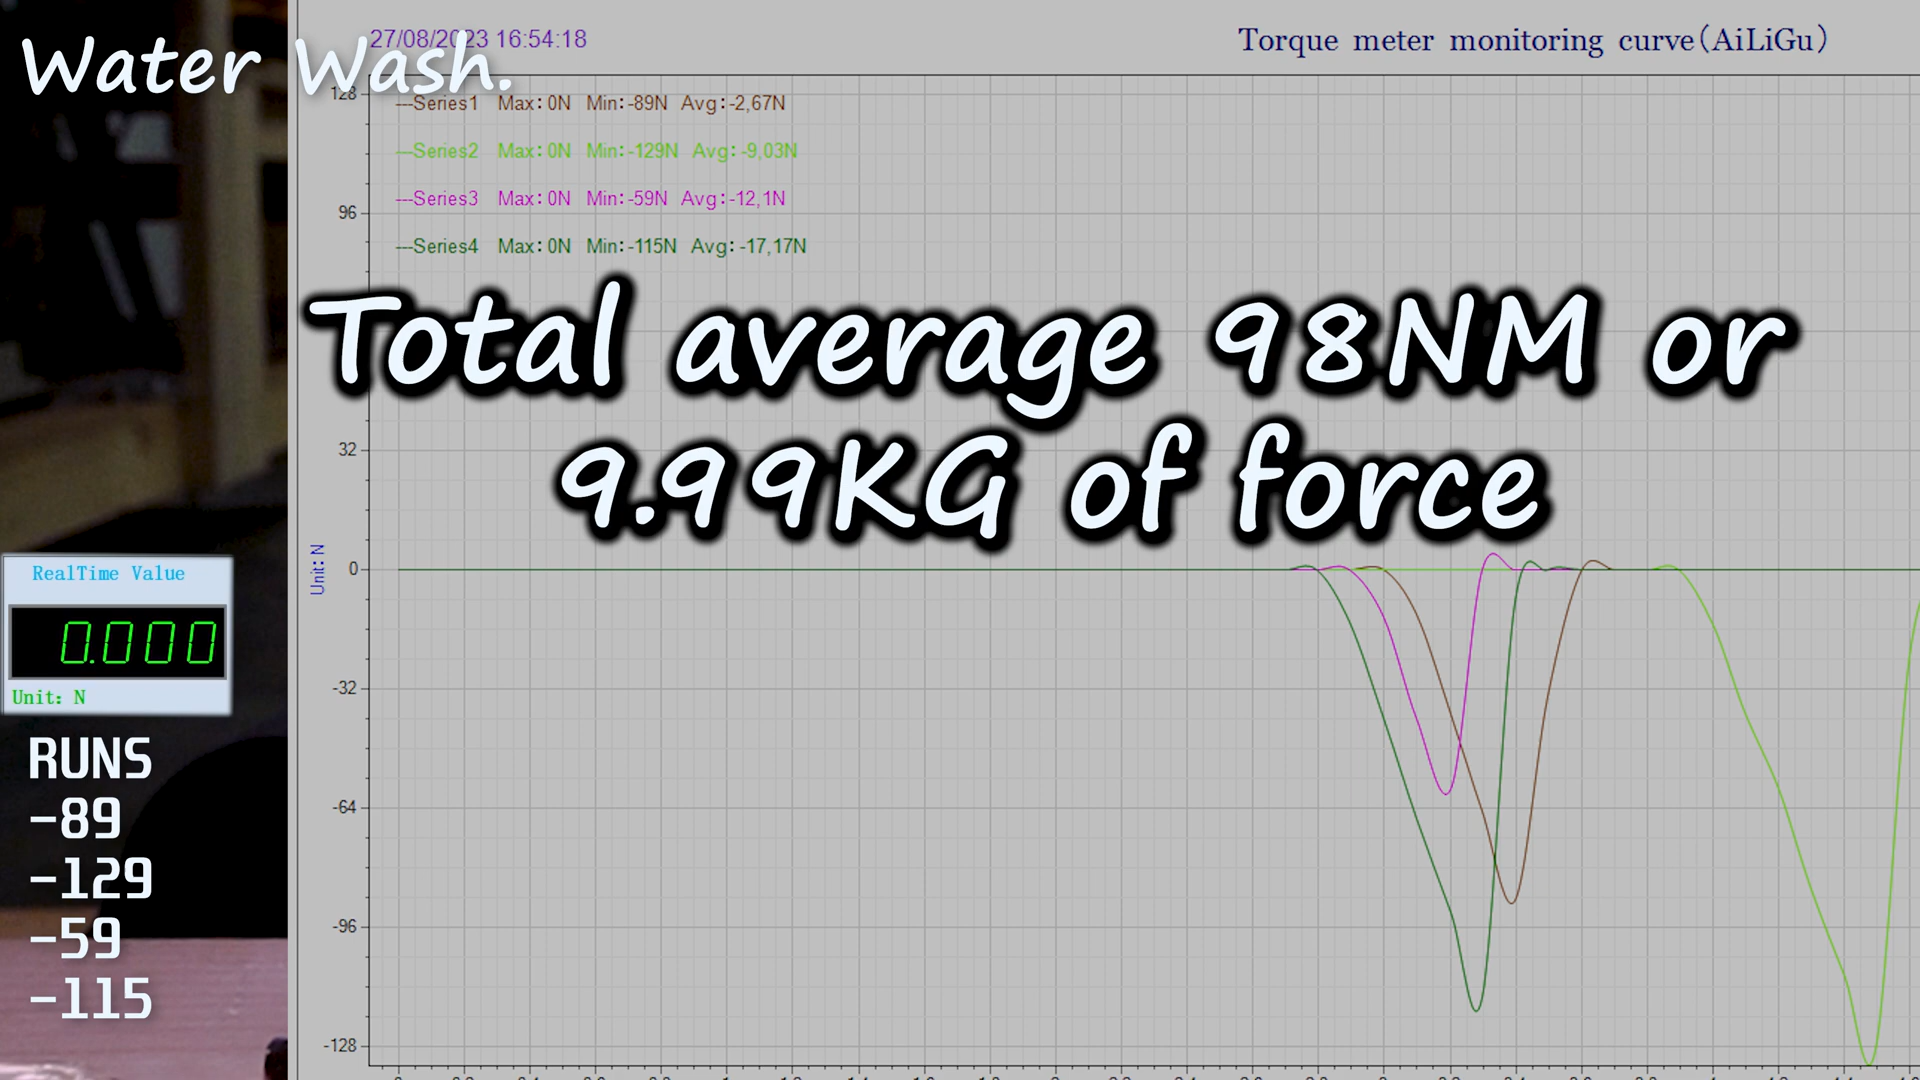 Water Wash.
27/08/2023 16:54:18
Torque meter monitoring curve(AiLiGu)
128
---Series1 Max:0N Min:-89N Avg:-2,67N
---Series2 Max:0N Min:-129N Avg:-9,03N
---Series3 Max:0N Min:-59N Avg:-12,1N
96
---Series4 Max:0N Min:-115N Avg:-17,17N
Total average 98NM or
9.99KG of force
32
Unit: N
0
-32
-64
-96
-128
RealTime Value
0.000
Unit: N
RUNS
-89
-129
-59
-115